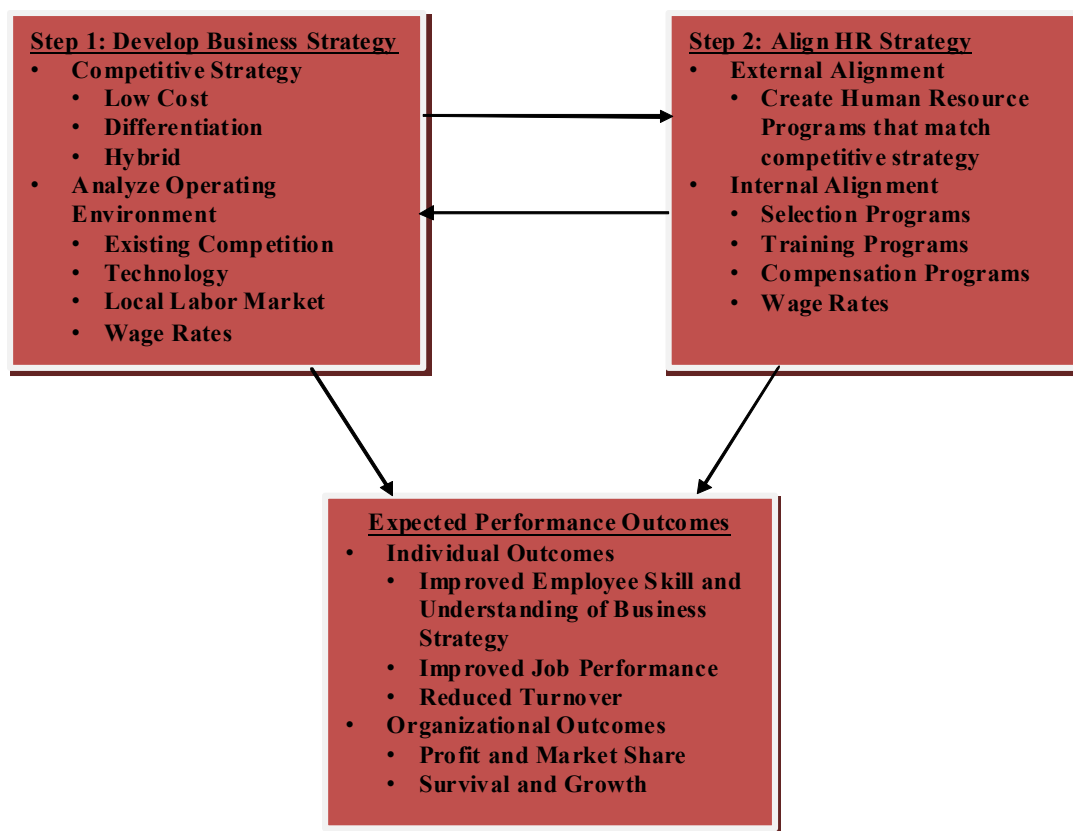 Step 1: Develop Business Strategy
• Competitive Strategy
• Low Cost
• Differentiation
• Hybrid
• Analyze Operating
Environment
• Existing Competition
• Technology
• Local Labor Market
• Wage Rates
Step 2: Align HR Strategy
• External Alignment
• Create Human Resource
Programs that match
competitive strategy
• Internal Alignment
• Selection Programs
• Training Programs
• Compensation Programs
• Wage Rates
Expected Performance Outcomes
• Individual Outcomes
• Improved Employee Skill and
Understanding of Business
Strategy
• Improved Job Performance
• Reduced Turnover
• Organizational Outcomes
• Profit and Market Share
• Survival and Growth